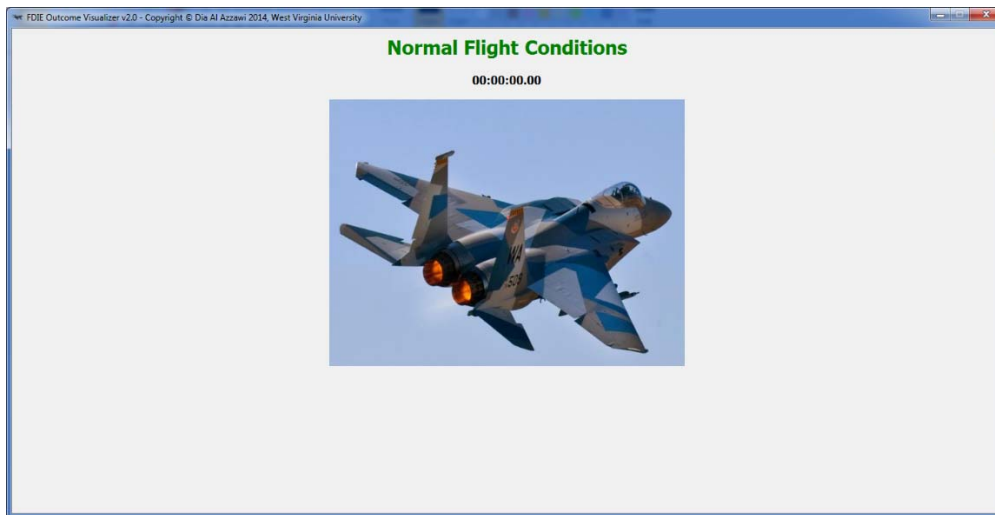 FDIE Outcome Visualizer v2.0 - Copyright © Dia Al Azzawi 2014, West Virginia University
Normal Flight Conditions
00:00:00.00
WA